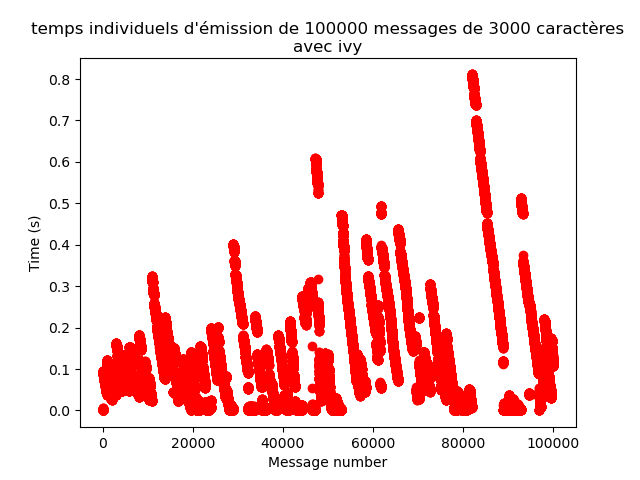 temps individuels d'émission de 100000 messages de 3000 caractères
avec ivy
0.8
0.7
0.6
0.5
0.4
0.3
0.2
0.1
0.0
Time (s)
0 20000 40000 60000 80000 100000
Message number